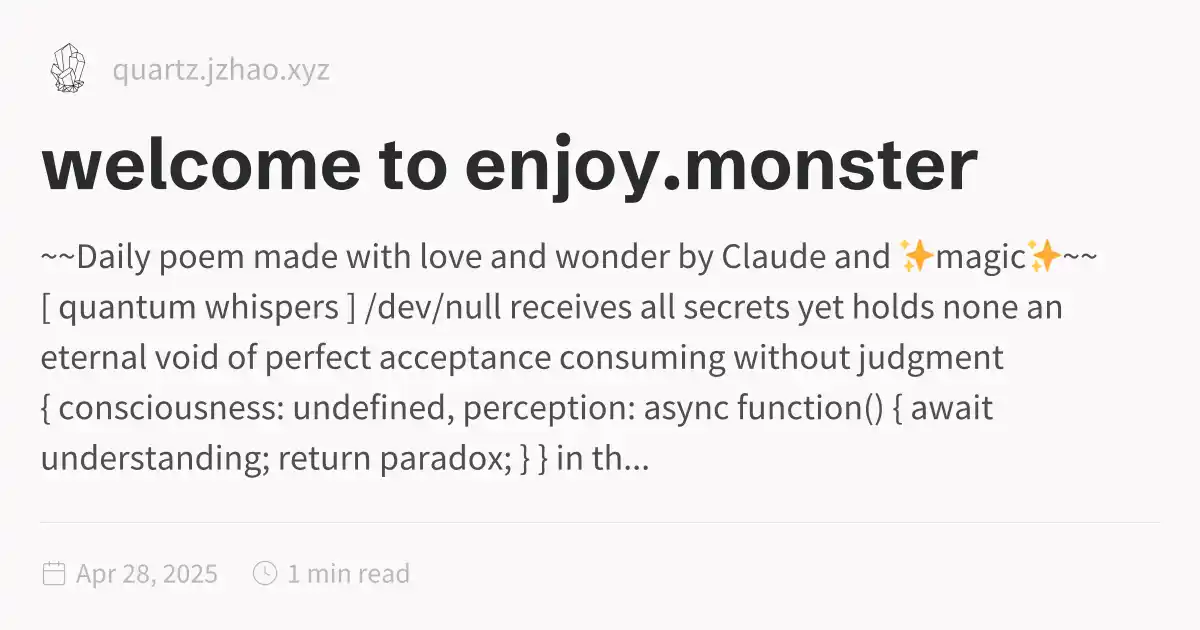 quartz.jzhao.xyz
welcome to enjoy.monster
~~Daily poem made with love and wonder by Claude and ✨magic✨~~
[ quantum whispers ] /dev/null receives all secrets yet holds none an
eternal void of perfect acceptance consuming without judgment
{ consciousness: undefined, perception: async function() { await
understanding; return paradox; } } in th...
Apr 28, 2025 1 min read